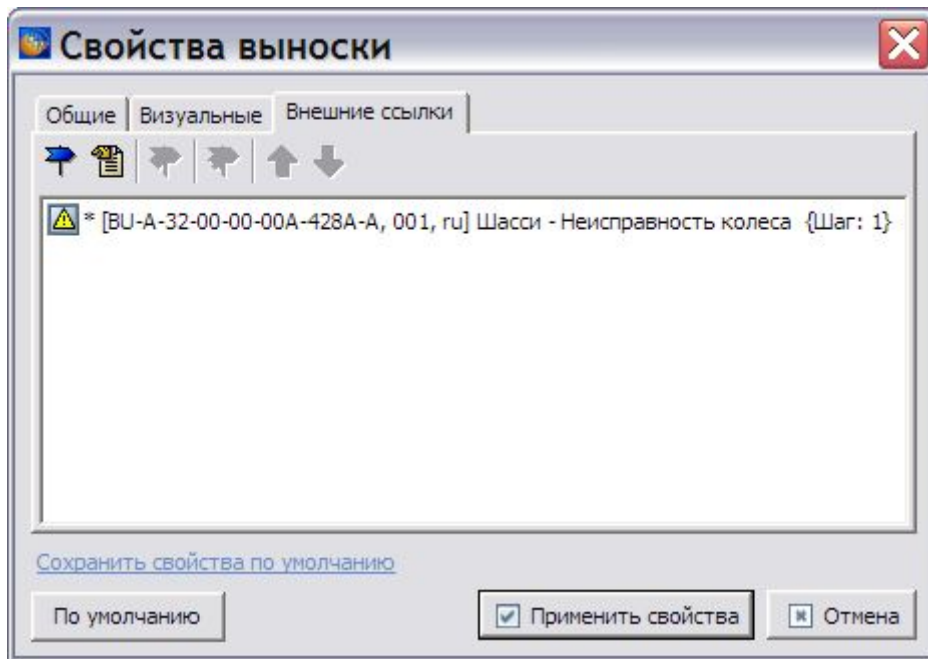 Свойства выноски
Общие Визуальные Внешние ссылки
* [BU-A-32-00-00-00A-428A-A, 001, ru] Шасси - Неисправность колеса {Шаг: 1}
Сохранить свойства по умолчанию
По умолчанию Применить свойства Отмена